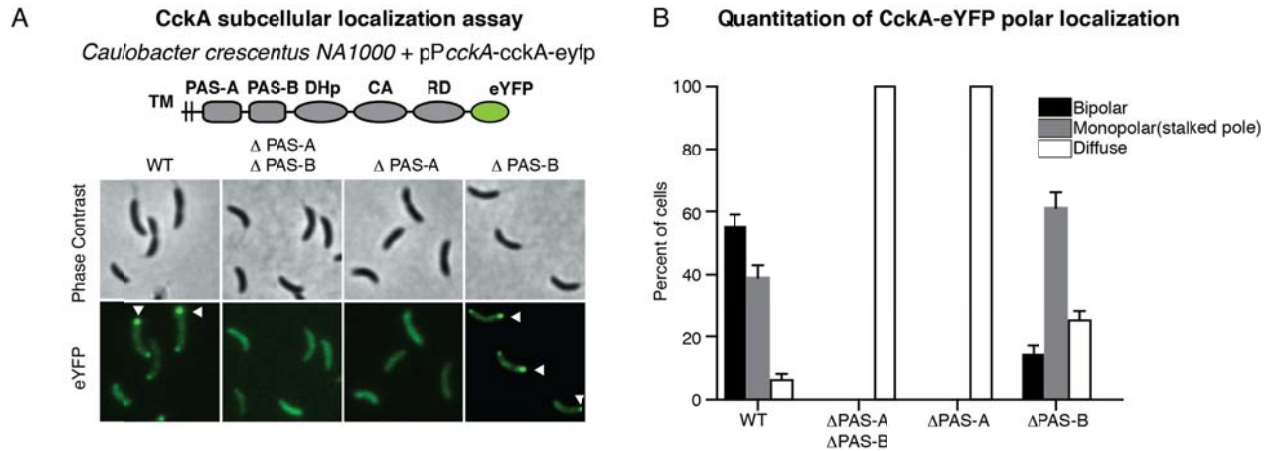 A
CckA subcellular localization assay
Caulobacter crescentus NA1000 + pPcckA-cckA-eyfp
PAS-A PAS-B DHp CA RD eYFP
TM
WT
Δ PAS-A
Δ PAS-B
Δ PAS-A
Δ PAS-B
Phase Contrast
eYFP
B
Quantitation of CckA-eYFP polar localization
Percent of cells
100
80
60
40
20
0
Bipolar
Monopolar(stalked pole)
Diffuse
WT
ΔPAS-A
ΔPAS-B
ΔPAS-A
ΔPAS-B